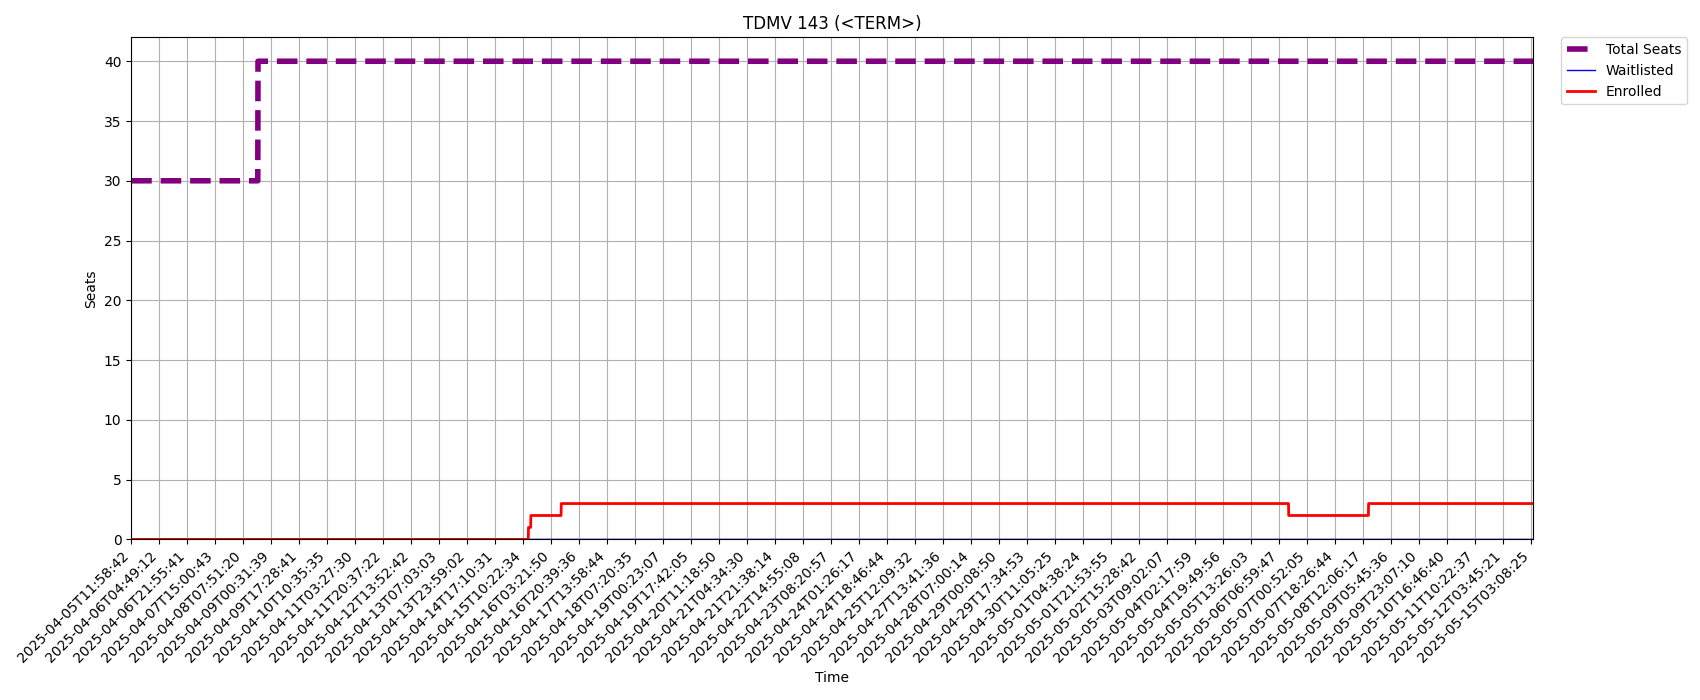 TDMV 143 (<TERM>)
Total Seats
Waitlisted
Enrolled
Seats
40
35
30
25
20
15
10
5
0
2025-04-05T11:58:42
2025-04-06T04:49:12
2025-04-06T21:55:41
2025-04-07T15:00:43
2025-04-08T07:51:20
2025-04-09T00:31:39
2025-04-09T17:28:41
2025-04-10T10:35:35
2025-04-11T03:27:30
2025-04-11T20:37:22
2025-04-12T13:52:42
2025-04-13T07:03:03
2025-04-13T23:59:02
2025-04-14T17:10:31
2025-04-15T10:22:34
2025-04-16T03:21:50
2025-04-16T20:39:36
2025-04-17T13:58:44
2025-04-18T07:20:35
2025-04-19T00:23:07
2025-04-19T17:42:05
2025-04-20T11:18:50
2025-04-21T04:34:30
2025-04-21T21:38:14
2025-04-22T14:55:08
2025-04-23T08:20:57
2025-04-24T01:26:17
2025-04-24T18:46:44
2025-04-25T12:09:32
2025-04-27T13:41:36
2025-04-28T07:00:14
2025-04-29T00:08:50
2025-04-29T17:34:53
2025-04-30T11:05:25
2025-05-01T04:38:24
2025-05-01T21:53:55
2025-05-02T15:28:42
2025-05-03T09:02:07
2025-05-04T02:17:59
2025-05-04T19:49:56
2025-05-05T13:26:03
2025-05-06T06:59:47
2025-05-07T00:52:05
2025-05-07T18:26:44
2025-05-08T12:06:17
2025-05-09T05:45:36
2025-05-09T23:07:10
2025-05-10T16:46:40
2025-05-11T10:22:37
2025-05-12T03:45:21
2025-05-15T03:08:25
Time